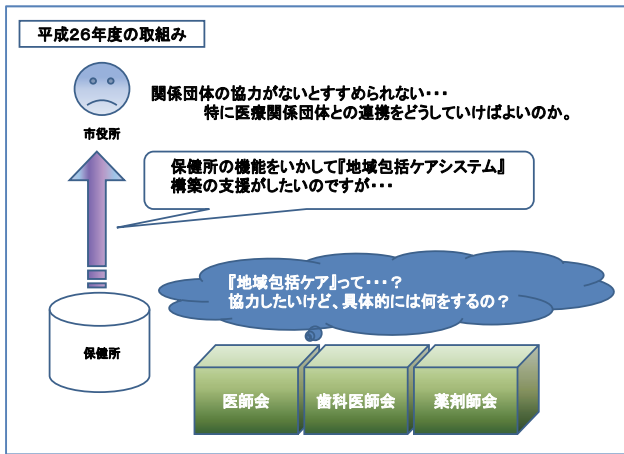 平成26年度の取組み
関係団体の協力がないとすすめられない・・・
特に医療関係団体との連携をどうしていけばよいのか。
市役所
保健所の機能をいかして『地域包括ケアシステム』
構築の支援がしたいのですが・・・
『地域包括ケア』って・・・？
協力したいけど、具体的には何をするの？
保健所
医師会
歯科医師会
薬剤師会